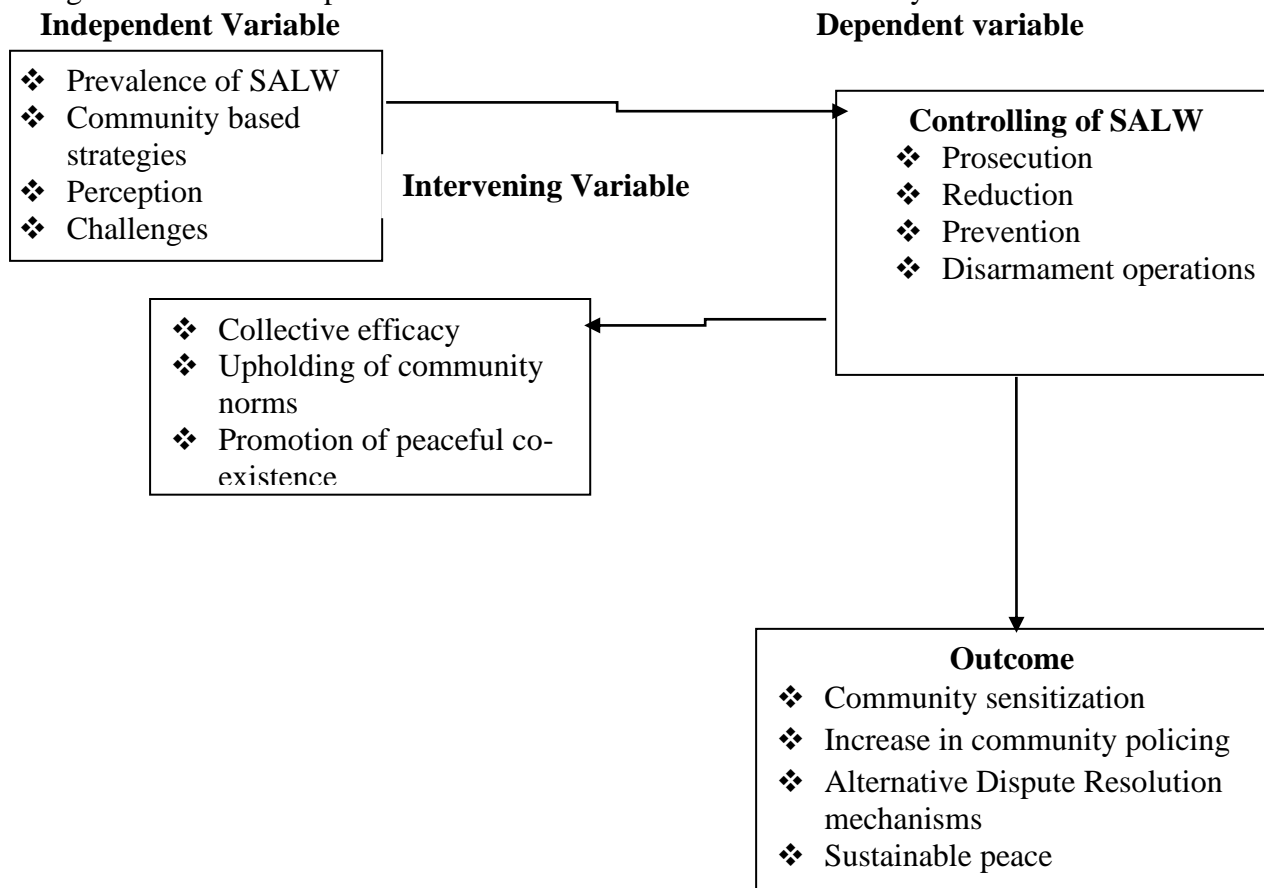 Independent Variable
Dependent variable
❖ Prevalence of SALW
❖ Community based
strategies
❖ Perception
❖ Challenges
Intervening Variable
Controlling of SALW
❖ Prosecution
❖ Reduction
❖ Prevention
❖ Disarmament operations
❖ Collective efficacy
❖ Upholding of community
norms
❖ Promotion of peaceful co-
existence
Outcome
❖ Community sensitization
❖ Increase in community policing
❖ Alternative Dispute Resolution
mechanisms
❖ Sustainable peace